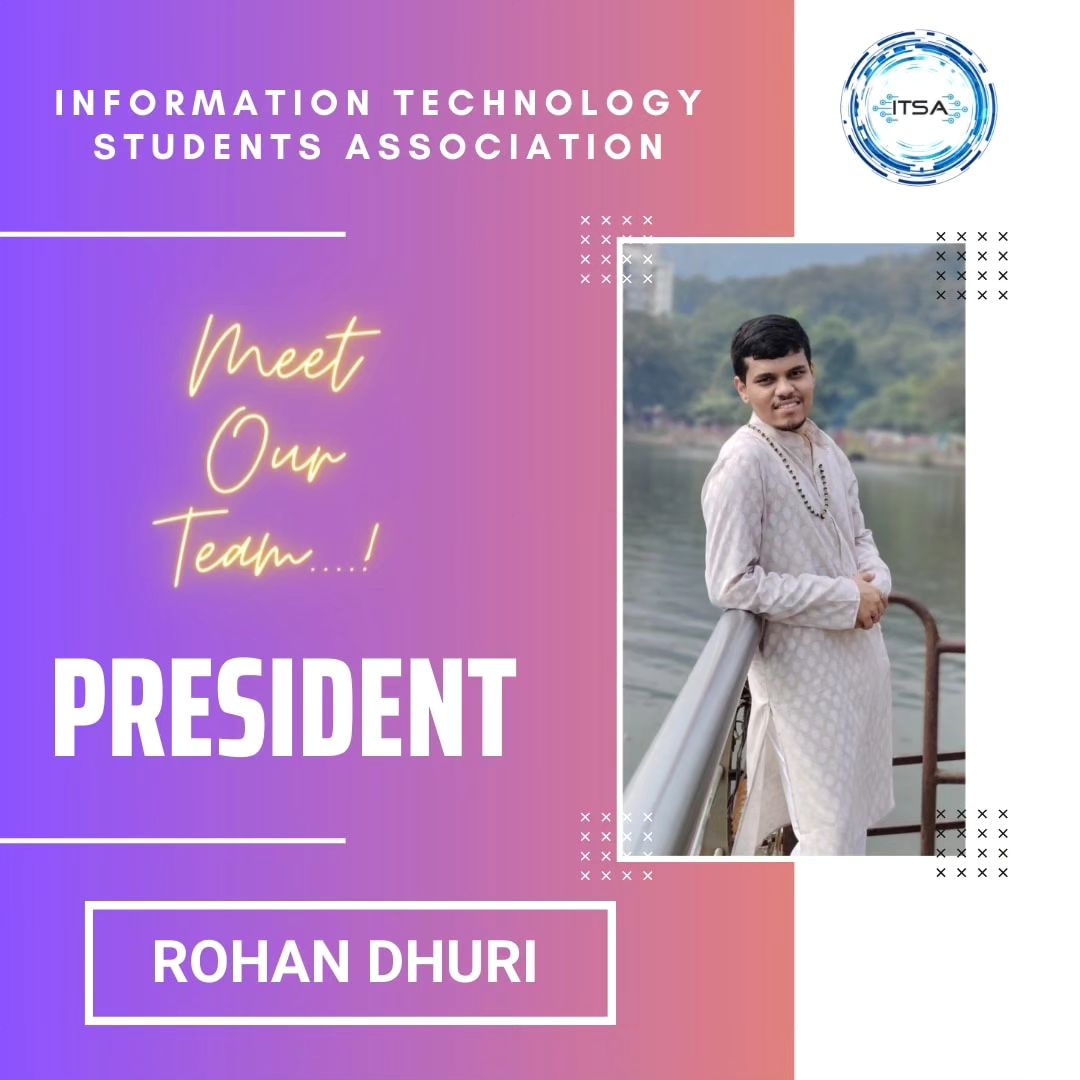 INFORMATION TECHNOLOGY
STUDENTS ASSOCIATION
ITSA
Meet
Our
Team.....!
PRESIDENT
ROHAN DHURI